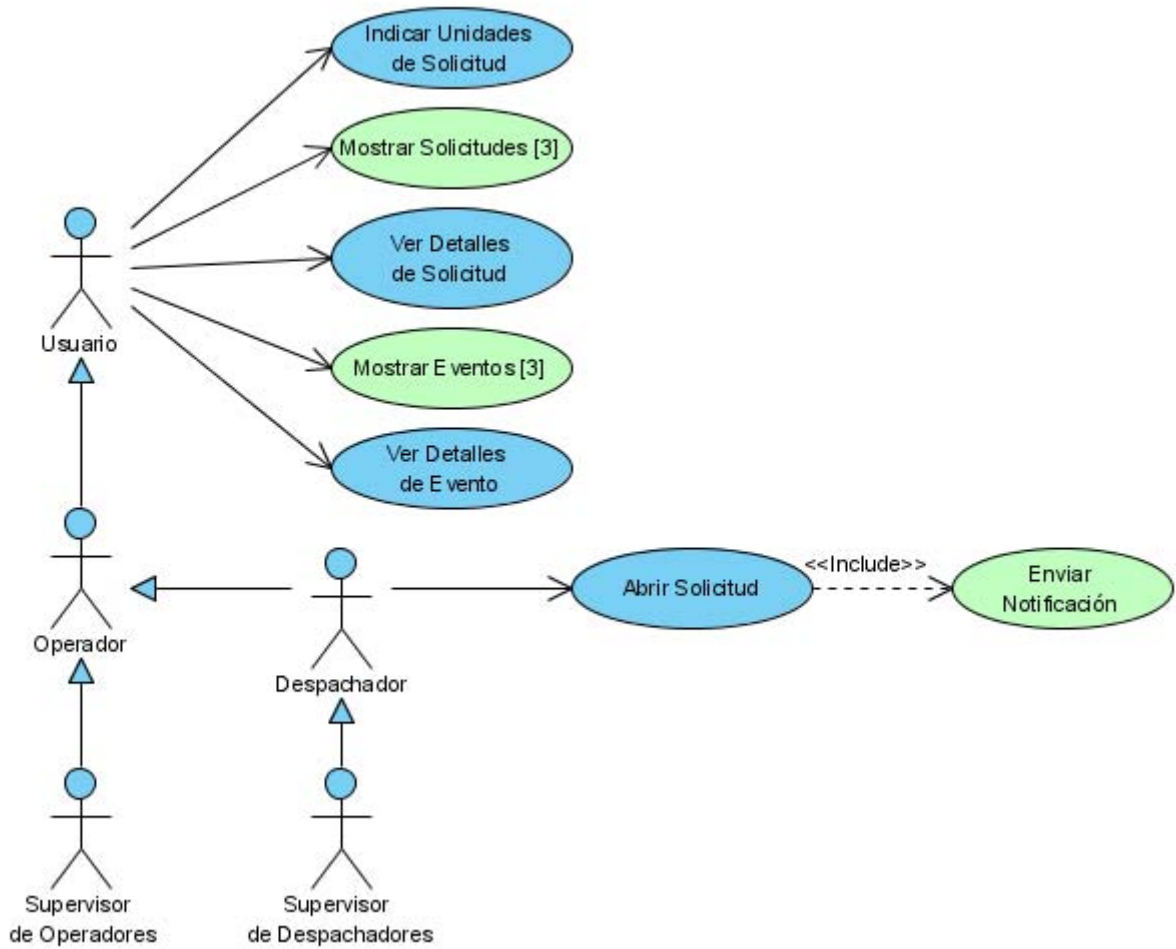 Indicar Unidades
de Solicitud
Mostrar Solicitudes [3]
Ver Detalles
de Solicitud
Usuario
Mostrar Eventos [3]
Ver Detalles
de Evento
<<Include>>
Abrir Solicitud
Enviar
Notificación
Operador
Despachador
Supervisor
de Operadores
Supervisor
de Despachadores